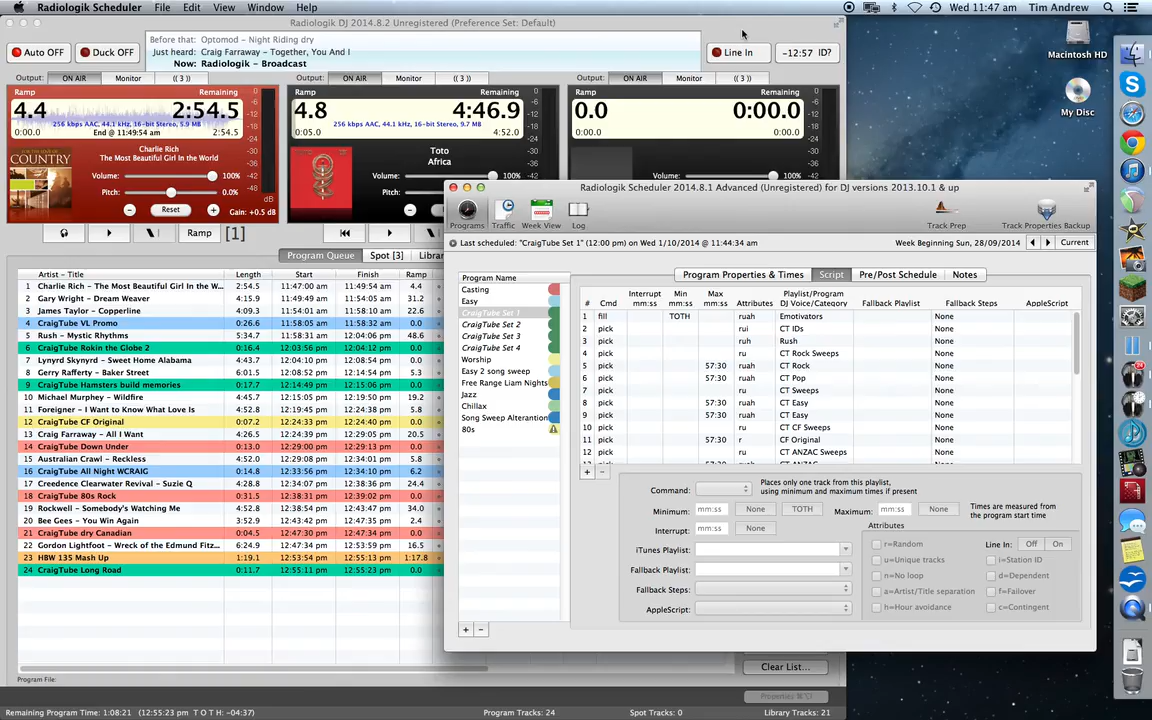 Radiologik Scheduler File Edit View Window Help Wed 11:47 am Tim Andrew
Radiologik DJ 2014.8.2 Unregistered (Preference Set: Default)
Auto OFF Duck OFF
Before that: Optomod – Night Riding dry
Just heard: Craig Farraway – Together, You And I
Now: Radiologik – Broadcast
Line In -12:57 ID?
Macintosh HD
My Disc
Output: ON AIR Monitor (( 3 )) Output: ON AIR Monitor (( 3 )) Output: ON AIR Monitor (( 3 ))
Ramp Remaining Ramp Remaining Ramp Remaining
4.4 2:54.5 4.8 4:46.9 0.0 0:00.0
256 kbps AAC, 44.1 kHz, 16-bit Stereo, 5.9 MB 256 kbps AAC, 44.1 kHz, 16-bit Stereo, 9.7 MB
0:00.0 End @ 11:49:54 am 2:54.5 0:05.0 4:52.0 0:00.0 0:00.0
COUNTRY
Charlie Rich
The Most Beautiful Girl In the World
Toto
Africa
Volume: 100% Volume: 100% Volume: 100%
Pitch: 0.0% Pitch:
Reset Gain: +0.5 dB
Ramp [1]
Program Queue Spot [3]
Artist – Title Length Start Finish Ramp
1 Charlie Rich – The Most Beautiful Girl In the W... 2:54.5 11:47:00 am 11:49:54 am 4.4
2 Gary Wright – Dream Weaver 4:15.9 11:49:50 am 11:54:05 am 31.2
3 James Taylor – Copperline 4:09.3 11:54:01 am 11:58:10 am 22.6
4 CraigTube VL Promo 0:26.6 11:58:10 am 11:58:32 am 0.0
5 Rush – Mystic Rhythms 5:35.1 11:58:32 am 12:04:10 pm 48.6
6 CraigTube Rokin the Globe 2 0:16.4 12:03:56 pm 12:04:12 pm 0.0
7 Lynyrd Skynyrd – Sweet Home Alabama 4:43.7 12:04:10 pm 12:08:54 pm 0.0
8 Gerry Rafferty – Baker Street 6:01.5 12:08:52 pm 12:14:54 pm 5.3
9 CraigTube Hamsters build memories 0:17.7 12:14:49 pm 12:15:06 pm 0.0
10 Michael Murphey – Wildfire 4:45.7 12:15:05 pm 12:19:50 pm 19.2
11 Foreigner – I Want to Know What Love Is 4:52.8 12:19:45 pm 12:24:38 pm 5.8
12 CraigTube CF Original 0:07.2 12:24:33 pm 12:24:40 pm 0.0
13 Craig Farraway – All I Want 4:26.5 12:24:39 pm 12:29:05 pm 20.5
14 CraigTube Down Under 0:13.0 12:29:00 pm 12:29:14 pm 0.0
15 Australian Crawl – Reckless 4:59.8 12:29:08 pm 12:34:08 pm 0.0
16 CraigTube All Night WCRAIG 0:14.8 12:33:56 pm 12:34:10 pm 6.2
17 Creedence Clearwater Revival – Suzie Q 4:28.8 12:34:07 pm 12:38:36 pm 24.4
18 CraigTube 80s Rock 0:31.5 12:38:31 pm 12:39:02 pm 0.0
19 Rockwell – Somebody's Watching Me 12:38:54 pm 12:43:47 pm 34.0
20 Bee Gees – You Win Again 3:52.9 12:43:42 pm 12:47:35 pm 2.4
21 CraigTube dry Canadian 0:04.5 12:47:30 pm 12:47:34 pm 0.0
22 Gordon Lightfoot – Wreck of the Edmund Fitz... 6:24.9 12:47:34 pm 12:53:59 pm 16.5
23 HBW 135 Mash Up 1:19.1 12:53:54 pm 12:55:13 pm 1:17.8
24 CraigTube Long Road 0:11.7 12:55:11 pm 12:55:23 pm 0.0
Clear List...
Program File:
Properties
Remaining Program Time: 1:08:21 (12:55:23 pm T O T H: -04:37) Program Tracks: 24 Spot Tracks: 0 Library Tracks: 21
Radiologik Scheduler 2014.8.1 Advanced (Unregistered) for DJ versions 2013.10.1 & up
Programs Traffic Week View Log Track Prep Track Properties Backup
Last scheduled: "CraigTube Set 1" (12:00 pm) on Wed 1/10/2014 @ 11:44:34 am Week Beginning Sun, 28/09/2014 Current
Program Name
Casting
Easy
CraigTube Set 1
CraigTube Set 2
CraigTube Set 3
CraigTube Set 4
Worship
Easy 2 song sweep
Free Range Liam Nights
Jazz
Chillax
Song Sweep Alterantion
80s
Program Properties & Times Script Pre/Post Schedule Notes
# Cmd Interrupt mm:ss Min mm:ss Max mm:ss Attributes Playlist/Program DJ Voice/Category Fallback Playlist Fallback Steps AppleScript
1 fill TOTH ruah Emotivators None
2 pick rui CT IDs None
3 pick ruh Rush None
4 pick ru CT Rock Sweeps None
5 pick 57:30 ruah CT Rock None
6 pick 57:30 ruah CT Pop None
7 pick ru CT Sweeps None
8 pick 57:30 ruah CT Easy None
9 pick 57:30 ruah CT Easy None
10 pick ru CT CF Sweeps None
11 pick 57:30 r CF Original None
12 pick ru CT ANZAC Sweeps None
Command: Places only one track from this playlist, using minimum and maximum times if present
Minimum: mm:ss None TOTH Maximum: mm:ss None Times are measured from the program start time
Interrupt: mm:ss None
Attributes
iTunes Playlist:
Fallback Playlist:
Fallback Steps:
AppleScript:
r=Random Line In: Off On
u=Unique tracks i=Station ID
n=No loop d=Dependent
a=Artist/Title separation f=Failover
h=Hour avoidance c=Contingent